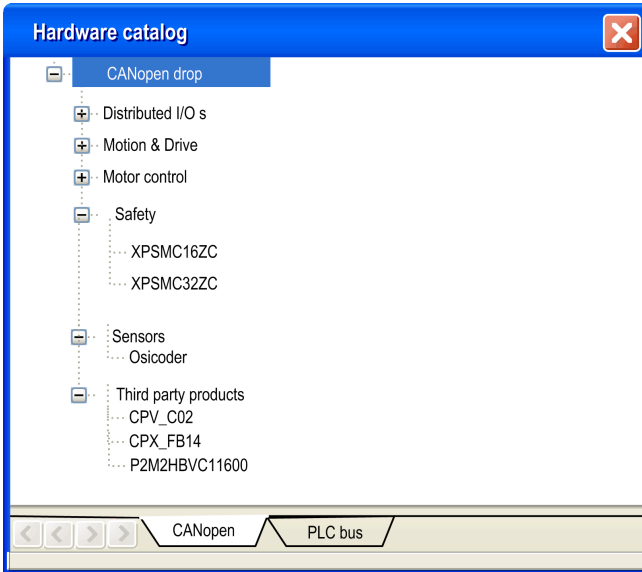 Hardware catalog
CANopen drop
Distributed I/O s
Motion & Drive
Motor control
Safety
XPSMC16ZC
XPSMC32ZC
Sensors
Osicoder
Third party products
CPV_C02
CPX_FB14
P2M2HBVC11600
CANopen PLC bus